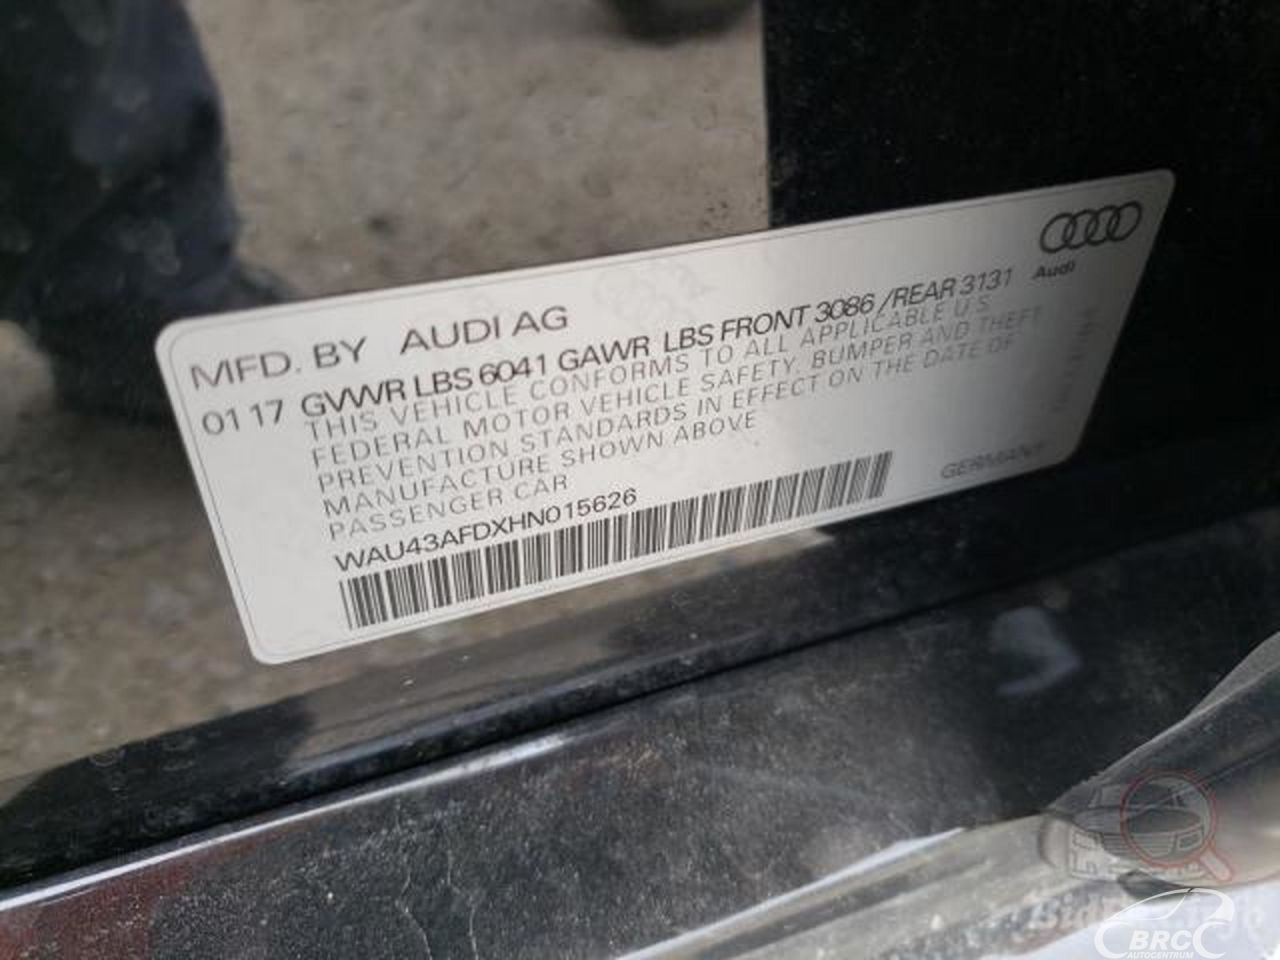 Audi
MFD. BY AUDI AG
01 17 GVWR LBS 6041 GAWR LBS FRONT 3086 /REAR 3131
THIS VEHICLE CONFORMS TO ALL APPLICABLE U S
FEDERAL MOTOR VEHICLE SAFETY, BUMPER AND THEFT
PREVENTION STANDARDS IN EFFECT ON THE DATE OF
MANUFACTURE SHOWN ABOVE
PASSENGER CAR
GERMANY
WAU43AFDXHN015626
BRC
AUTOCENTRUM